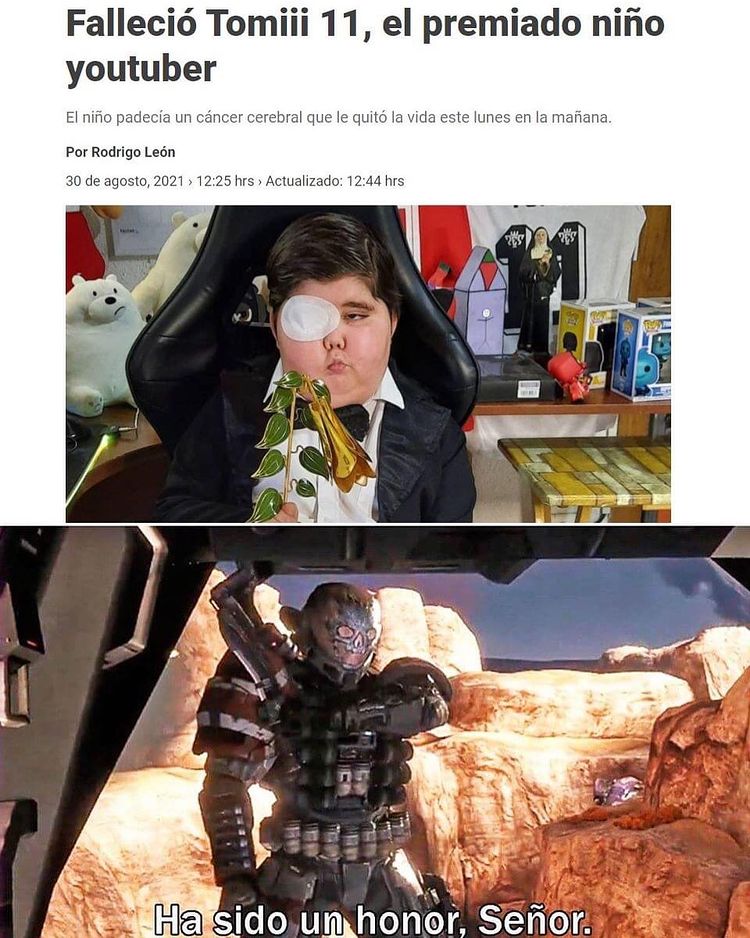 Falleció Tomiii 11, el premiado niño
youtuber
El niño padecía un cáncer cerebral que le quitó la vida este lunes en la mañana.
Por Rodrigo León
30 de agosto, 2021 › 12:25 hrs › Actualizado: 12:44 hrs
Ha sido un honor, Señor.